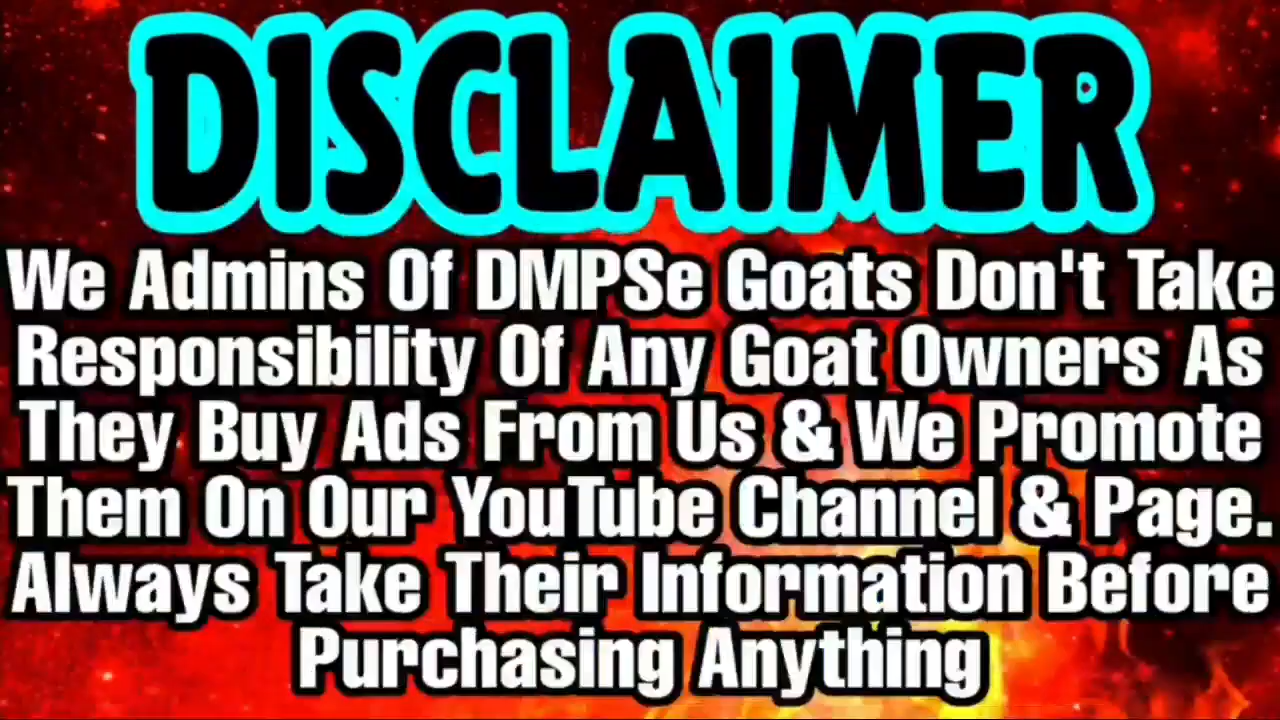 DISCLAIMER
We Admins Of DMPSe Goats Don't Take
Responsibility Of Any Goat Owners As
They Buy Ads From Us & We Promote
Them On Our YouTube Channel & Page.
Always Take Their Information Before
Purchasing Anything